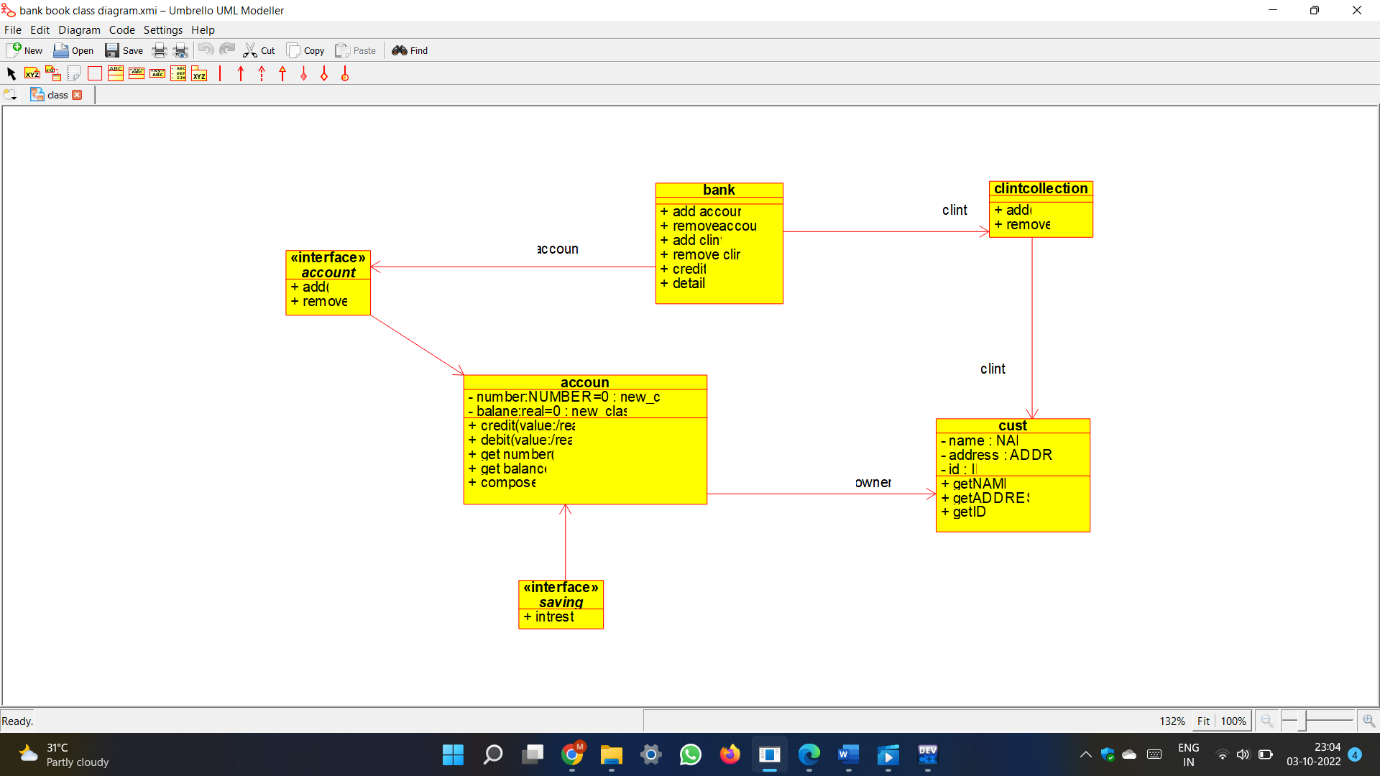 bank book class diagram.xmi – Umbrello UML Modeller
File Edit Diagram Code Settings Help
New Open Save Cut Copy Paste Find
class
bank
+ add accour
+ removeaccou
+ add clin
+ remove clir
+ credit
+ detail
clint
clintcollection
+ add(
+ remove
accoun
«interface»
account
+ add(
+ remove
clint
accoun
- number:NUMBER=0 : new_c
- balane:real=0 : new_clas
+ credit(value:/rea
+ debit(value:/rea
+ get number(
+ get balanc
+ compose
owner
cust
- name : NAI
- address : ADDR
- id : I
+ getNAMI
+ getADDRES
+ getID
«interface»
saving
+ intrest
Ready.
132% Fit 100%
31°C
Partly cloudy
ENG
IN
23:04
03-10-2022
4